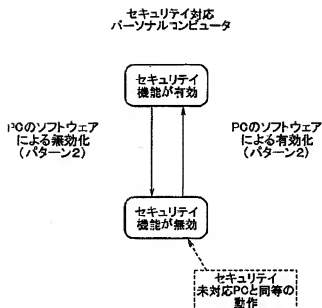 セキュリテイ対応
パーソナルコンピュータ
セキュリテイ
機能が有効
PCのソフトウェア
による無効化
(パターン2)
PCのソフトウェア
による有効化
(パターン2)
セキュリテイ
機能が無効
セキュリテイ
未対応PCと同等の
動作